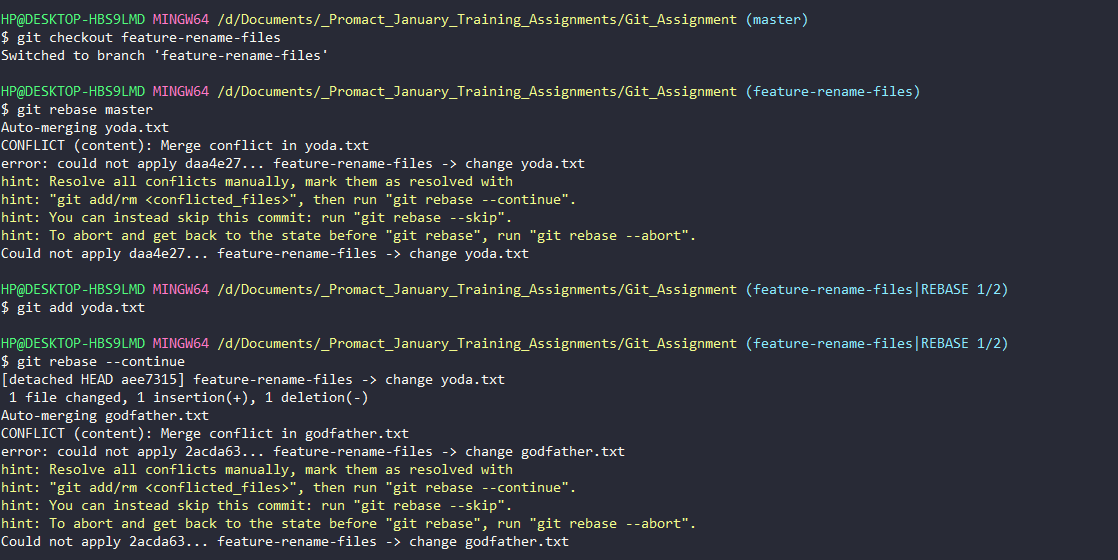 HP@DESKTOP-HBS9LMD MINGW64 /d/Documents/_Promact_January_Training_Assignments/Git_Assignment (master)
$ git checkout feature-rename-files
Switched to branch 'feature-rename-files'
HP@DESKTOP-HBS9LMD MINGW64 /d/Documents/_Promact_January_Training_Assignments/Git_Assignment (feature-rename-files)
$ git rebase master
Auto-merging yoda.txt
CONFLICT (content): Merge conflict in yoda.txt
error: could not apply daa4e27... feature-rename-files -> change yoda.txt
hint: Resolve all conflicts manually, mark them as resolved with
hint: "git add/rm <conflicted_files>", then run "git rebase --continue".
hint: You can instead skip this commit: run "git rebase --skip".
hint: To abort and get back to the state before "git rebase", run "git rebase --abort".
Could not apply daa4e27... feature-rename-files -> change yoda.txt
HP@DESKTOP-HBS9LMD MINGW64 /d/Documents/_Promact_January_Training_Assignments/Git_Assignment (feature-rename-files|REBASE 1/2)
$ git add yoda.txt
HP@DESKTOP-HBS9LMD MINGW64 /d/Documents/_Promact_January_Training_Assignments/Git_Assignment (feature-rename-files|REBASE 1/2)
$ git rebase --continue
[detached HEAD aee7315] feature-rename-files -> change yoda.txt
 1 file changed, 1 insertion(+), 1 deletion(-)
Auto-merging godfather.txt
CONFLICT (content): Merge conflict in godfather.txt
error: could not apply 2acda63... feature-rename-files -> change godfather.txt
hint: Resolve all conflicts manually, mark them as resolved with
hint: "git add/rm <conflicted_files>", then run "git rebase --continue".
hint: You can instead skip this commit: run "git rebase --skip".
hint: To abort and get back to the state before "git rebase", run "git rebase --abort".
Could not apply 2acda63... feature-rename-files -> change godfather.txt